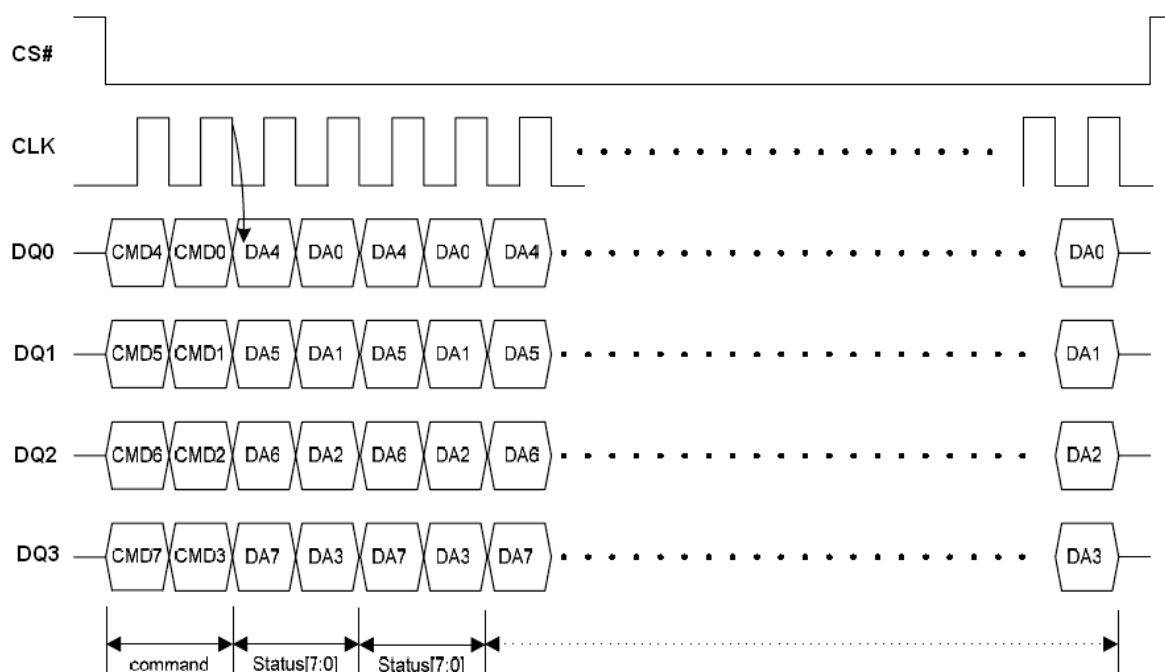 CS#
CLK
DQ0 CMD4 CMD0 DA4 DA0 DA4 DA0 DA4 DA0
DQ1 CMD5 CMD1 DA5 DA1 DA5 DA1 DA5 DA1
DQ2 CMD6 CMD2 DA6 DA2 DA6 DA2 DA6 DA2
DQ3 CMD7 CMD3 DA7 DA3 DA7 DA3 DA7 DA3
command Status[7:0] Status[7:0]